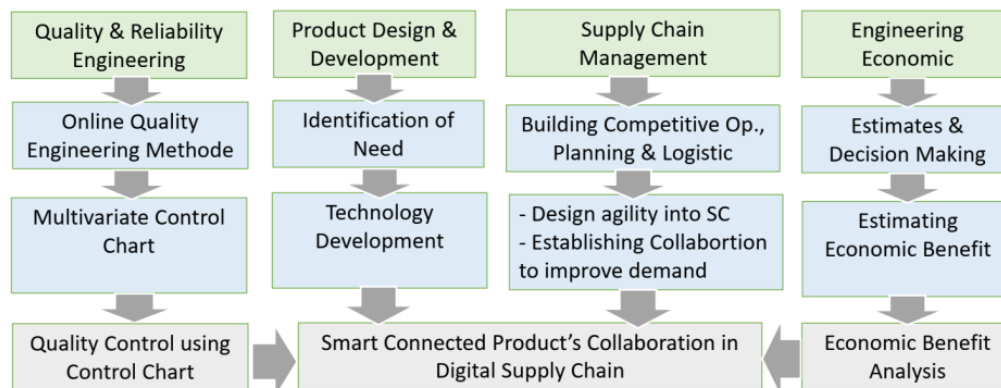 Quality & Reliability
Engineering
Product Design &
Development
Supply Chain
Management
Engineering
Economic
Online Quality
Engineering Methode
Identification of
Need
Building Competitive Op.,
Planning & Logistic
Estimates &
Decision Making
Multivariate Control
Chart
Technology
Development
- Design agility into SC
- Establishing Collabortion
to improve demand
Estimating
Economic Benefit
Quality Control using
Control Chart
Smart Connected Product’s Collaboration in
Digital Supply Chain
Economic Benefit
Analysis